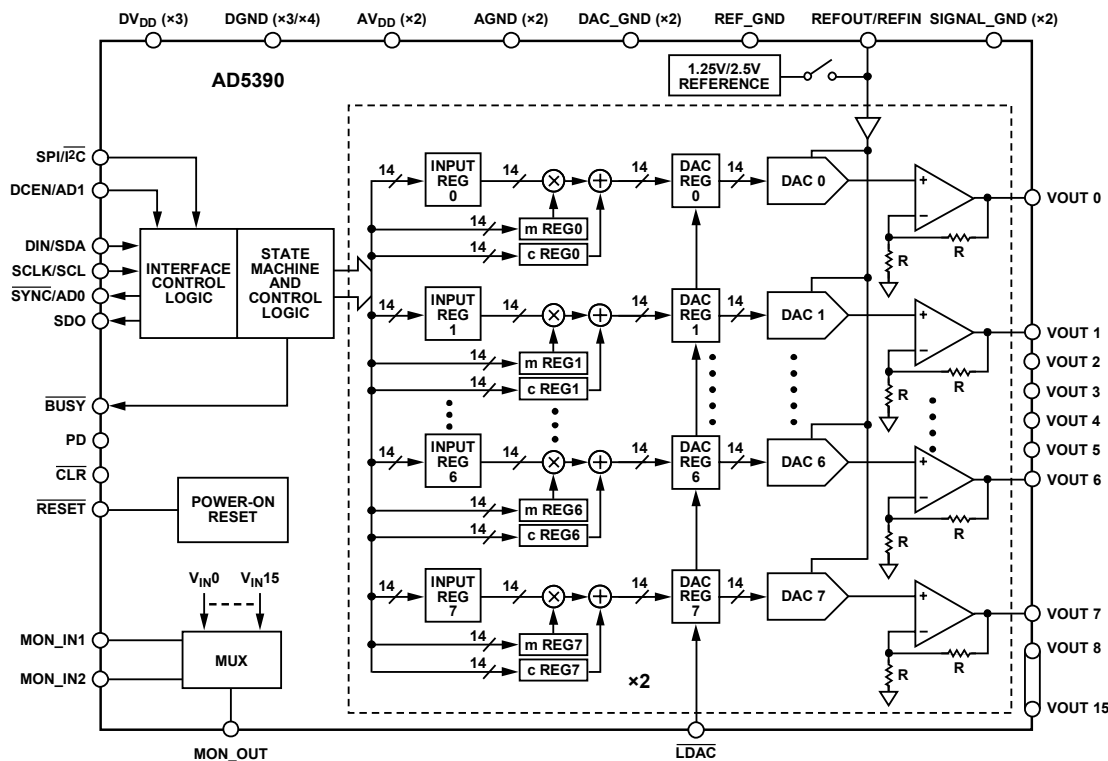 DVDD (×3)
DGND (×3/×4)
AVDD (×2)
AGND (×2)
DAC_GND (×2)
REF_GND
REFOUT/REFIN
SIGNAL_GND (×2)
AD5390
1.25V/2.5V
REFERENCE
SPI/I2C
DCEN/AD1
DIN/SDA
SCLK/SCL
SYNC/AD0
SDO
BUSY
PD
CLR
RESET
MON_IN1
MON_IN2
INTERFACE
CONTROL
LOGIC
STATE
MACHINE
AND
CONTROL
LOGIC
POWER-ON
RESET
VIN0
VIN15
MUX
MON_OUT
14
INPUT
REG
0
14
×
+
14
DAC
REG
0
14
DAC 0
+
–
R
R
VOUT 0
14
m REG0
14
c REG0
14
INPUT
REG
1
14
×
+
14
DAC
REG
1
14
DAC 1
+
–
R
R
VOUT 1
14
m REG1
14
c REG1
VOUT 2
VOUT 3
VOUT 4
VOUT 5
14
INPUT
REG
6
14
×
+
14
DAC
REG
6
14
DAC 6
+
–
R
R
VOUT 6
14
m REG6
14
c REG6
14
INPUT
REG
7
14
×
+
14
DAC
REG
7
14
DAC 7
+
–
R
R
VOUT 7
14
m REG7
14
c REG7
×2
VOUT 8
VOUT 15
LDAC